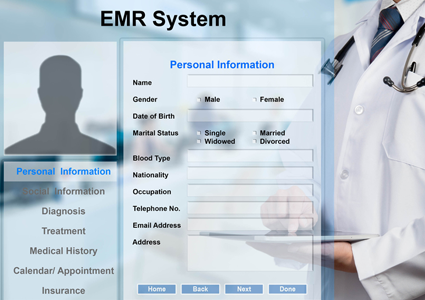 EMR System
Personal Information
Name
Gender Male Female
Date of Birth
Marital Status Single Married
Widowed Divorced
Blood Type
Nationality
Occupation
Telephone No.
Email Address
Address
Home Back Next Done
Personal Information
Social Information
Diagnosis
Treatment
Medical History
Calendar/ Appointment
Insurance